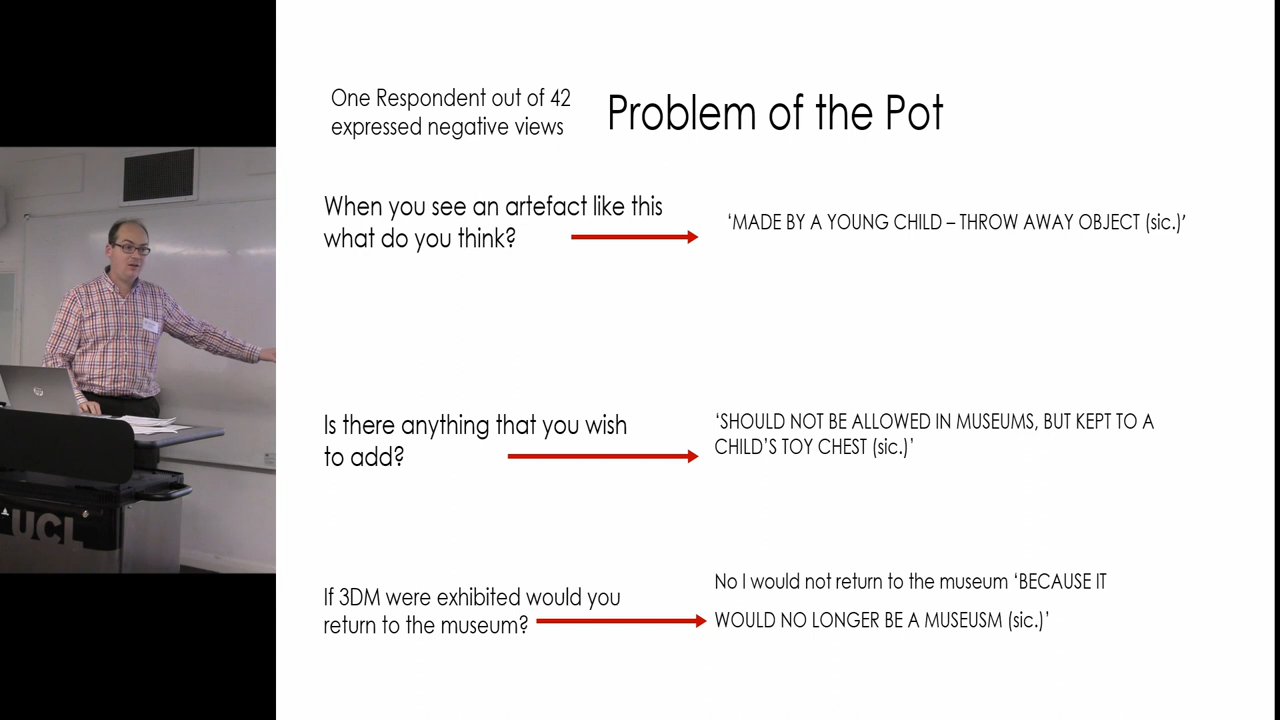 One Respondent out of 42
expressed negative views
Problem of the Pot
When you see an artefact like this
what do you think?
‘MADE BY A YOUNG CHILD – THROW AWAY OBJECT (sic.)’
Is there anything that you wish
to add?
‘SHOULD NOT BE ALLOWED IN MUSEUMS, BUT KEPT TO A
CHILD’S TOY CHEST (sic.)’
If 3DM were exhibited would you
return to the museum?
No I would not return to the museum ‘BECAUSE IT
WOULD NO LONGER BE A MUSEUSM (sic.)’
UCL